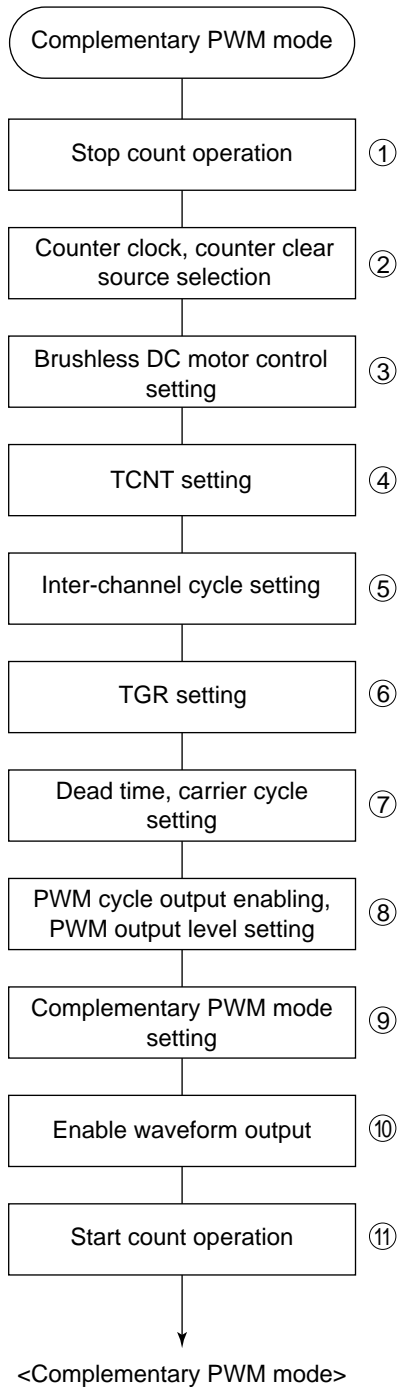 Complementary PWM mode
Stop count operation
①
Counter clock, counter clear
source selection
②
Brushless DC motor control
setting
③
TCNT setting
④
Inter-channel cycle setting
⑤
TGR setting
⑥
Dead time, carrier cycle
setting
⑦
PWM cycle output enabling,
PWM output level setting
⑧
Complementary PWM mode
setting
⑨
Enable waveform output
⑩
Start count operation
⑪
<Complementary PWM mode>